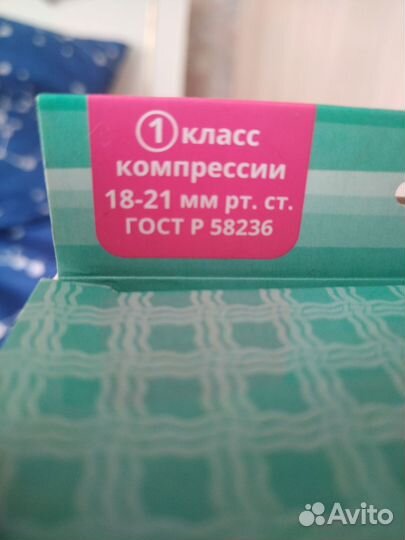 1 класс
компрессии
18-21 мм рт. ст.
ГОСТ Р 58236
Avito